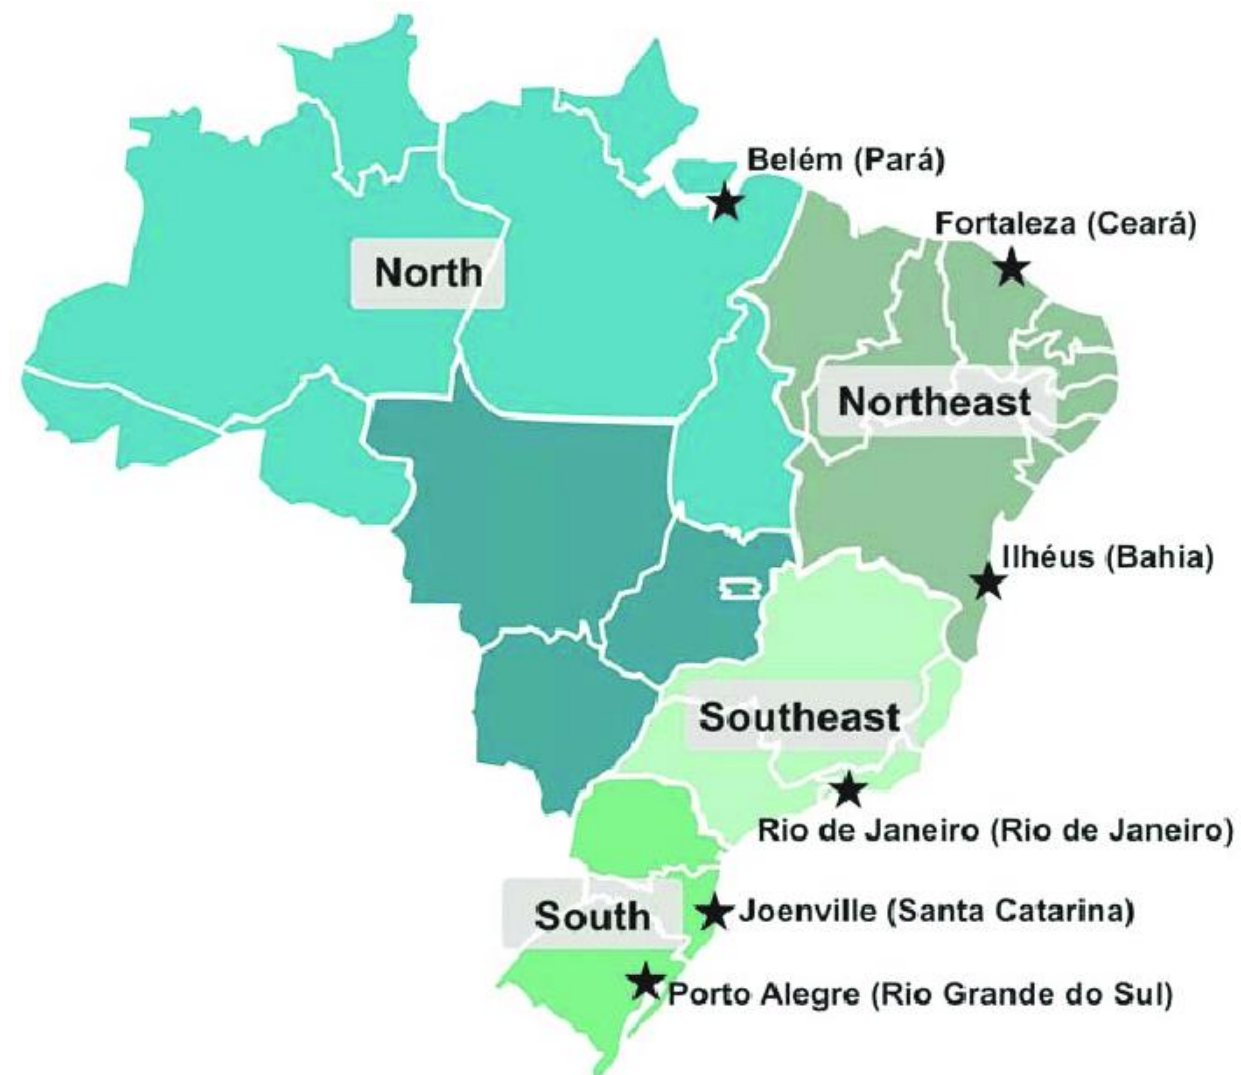 Belém (Pará)
Fortaleza (Ceará)
North
Northeast
Ilhéus (Bahia)
Southeast
Rio de Janeiro (Rio de Janeiro)
South
Joenville (Santa Catarina)
Porto Alegre (Rio Grande do Sul)